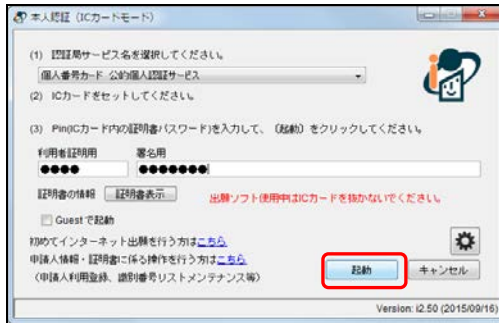 本人認証（ICカードモード）
(1) 認証局サービス名を選択してください。
個人番号カード 公的個人認証サービス
(2) ICカードをセットしてください。
(3) Pin(ICカード内の証明書パスワード)を入力して、（起動）をクリックしてください。
利用者証明用 署名用
●●●● ●●●●●●●
証明書の情報 証明書表示 出願ソフト使用中はICカードを抜かないでください。
Guestで起動
初めてインターネット出願を行う方はこちら
申請人情報・証明書に係る操作を行う方はこちら
（申請人利用登録、識別番号リストメンテナンス等）
起動 キャンセル
Version: i2.50 (2015/09/16)